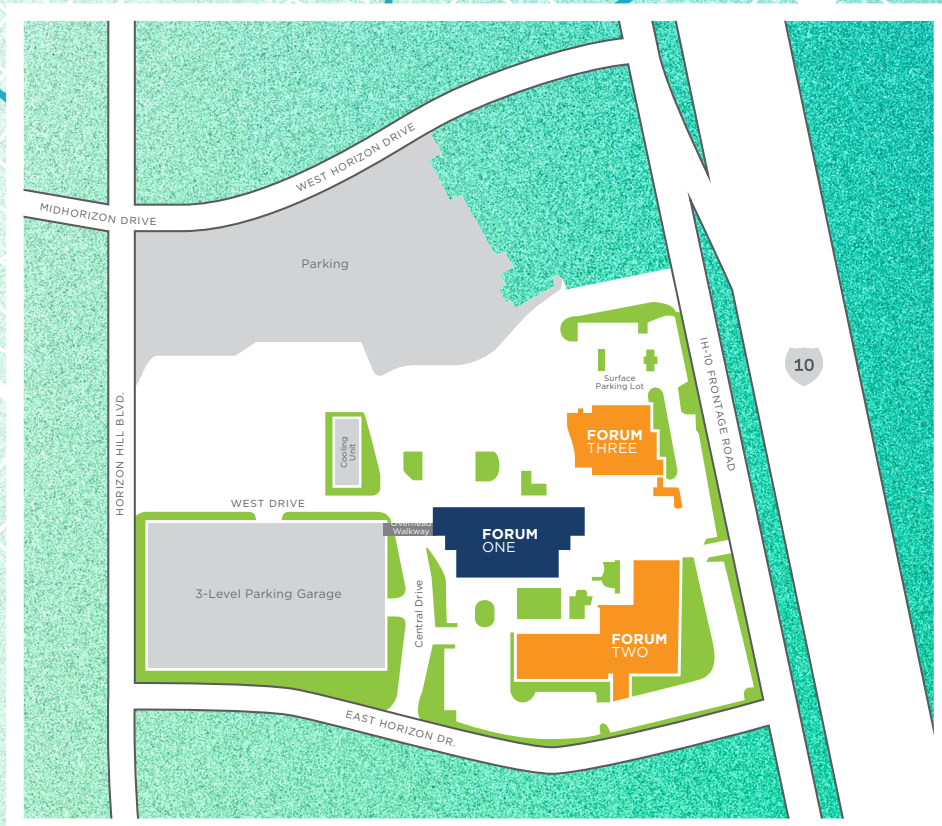 WEST HORIZON DRIVE
MIDHORIZON DRIVE
Parking
IH-10 FRONTAGE ROAD
10
Surface
Parking Lot
HORIZON HILL BLVD.
FORUM
THREE
Cooling
Unit
WEST DRIVE
Overhead
Walkway
FORUM
ONE
3-Level Parking Garage
Central Drive
FORUM
TWO
EAST HORIZON DR.